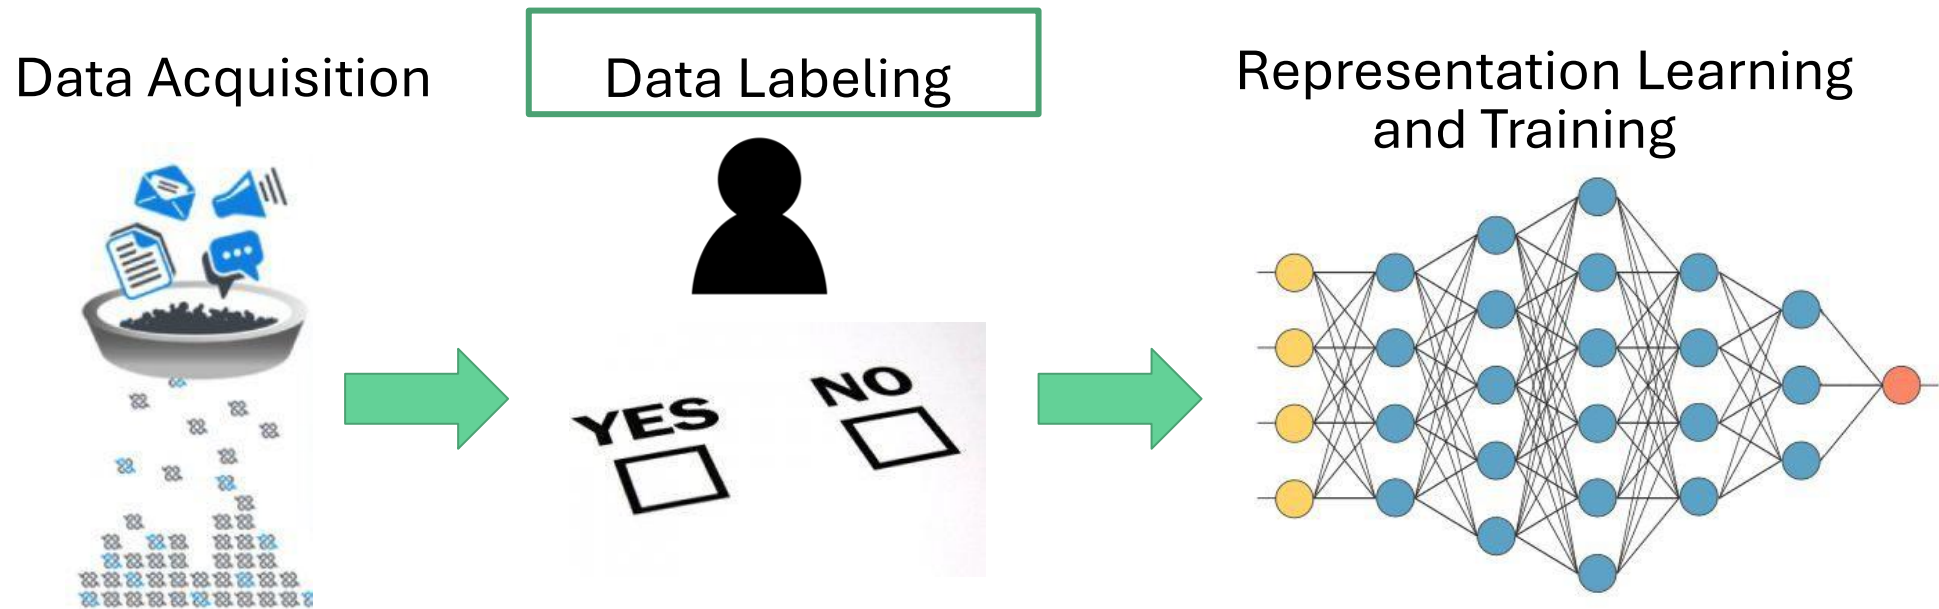 Data Acquisition
Data Labeling
Representation Learning
and Training
YES
NO